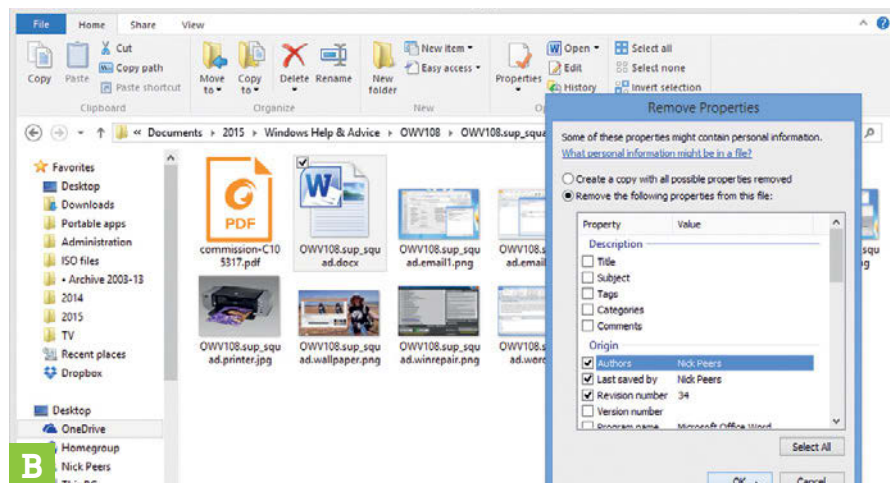 File Home Share View
Copy
Paste
Cut
Copy path
Paste shortcut
Clipboard
Move to
Copy to
Delete
Rename
Organize
New folder
New item
Easy access
New
Properties
Open
Edit
History
Select all
Select none
Invert selection
« Documents › 2015 › Windows Help & Advice › OWV108 › OWV108.sup_squa
Favorites
Desktop
Downloads
Portable apps
Administration
ISO files
• Archive 2003-13
2014
2015
TV
Recent places
Dropbox
Desktop
OneDrive
Homegroup
Nick Peers
This PC
PDF
commission-C10
5317.pdf
W
OWV108.sup_squ
ad.docx
OWV108.sup_squ
ad.email1.png
OWV108.s
ad.email
OWV108.sup_squ
ad.printer.jpg
OWV108.sup_squ
ad.wallpaper.png
OWV108.sup_squ
ad.winrepair.png
OWV108.s
ad.word
Remove Properties
Some of these properties might contain personal information.
What personal information might be in a file?
Create a copy with all possible properties removed
Remove the following properties from this file:
Property Value
Description
Title
Subject
Tags
Categories
Comments
Origin
Authors Nick Peers
Last saved by Nick Peers
Revision number 34
Version number
Program name Microsoft Office Word
Select All
OK
Cancel
B